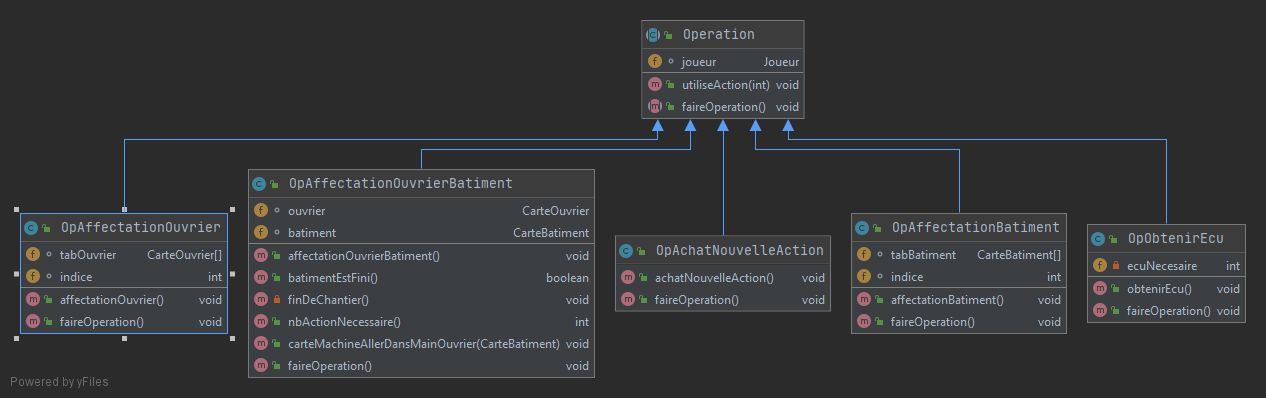 Operation
joueur Joueur
utiliseAction(int) void
faireOperation() void
OpAffectationOuvrier
tabOuvrier CarteOuvrier[]
indice int
affectationOuvrier() void
faireOperation() void
OpAffectationOuvrierBatiment
ouvrier CarteOuvrier
batiment CarteBatiment
affectationOuvrierBatiment() void
batimentEstFini() boolean
finDeChantier() void
nbActionNecessaire() int
carteMachineAllerDansMainOuvrier(CarteBatiment) void
faireOperation() void
OpAchatNouvelleAction
achatNouvelleAction() void
faireOperation() void
OpAffectationBatiment
tabBatiment CarteBatiment[]
indice int
affectationBatiment() void
faireOperation() void
OpObtenirEcu
ecuNecesaire int
obtenirEcu() void
faireOperation() void
Powered by yFiles